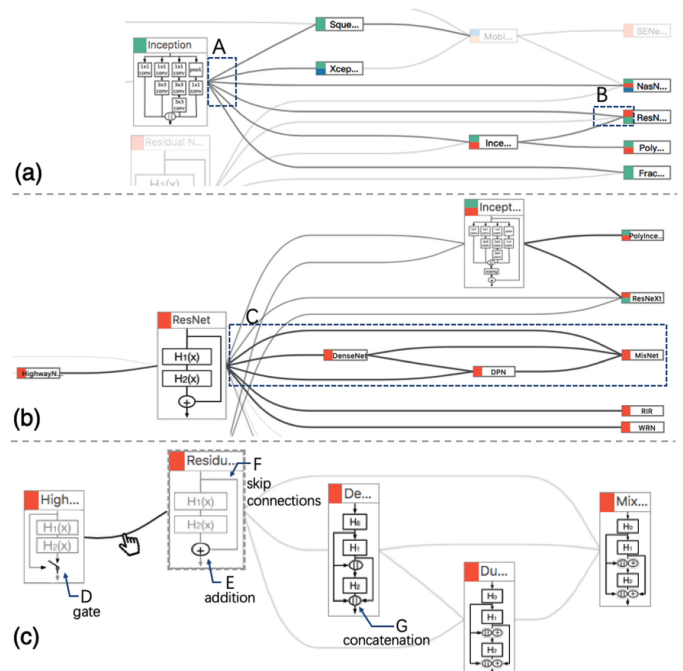 A
Inception
1x1 conv
1x1 conv
1x1 conv
pool
3x3 conv
3x3 conv
1x1 conv
3x3 conv
Sque...
Mobi...
SENe...
Xcep...
NasN...
B
ResN...
Ince...
Poly...
Frac...
Residual N...
H1(x)
(a)
Incept...
PolyInce...
ResNeXt
C
ResNet
H1(x)
H2(x)
+
HighwayN...
DenseNet
DPN
MixNet
RIR
WRN
(b)
Residu...
F
skip
connections
H1(x)
H2(x)
+
E
addition
High...
H1(x)
H2(x)
D
gate
De...
H0
H1
H2
G
concatenation
Du...
H0
H1
H2
Mix...
H0
H1
H2
(c)